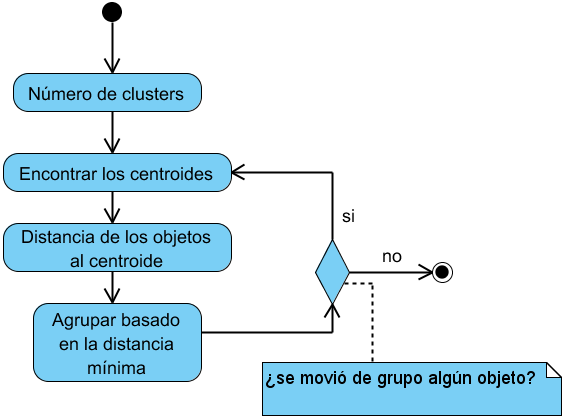 Número de clusters
Encontrar los centroides
Distancia de los objetos
al centroide
Agrupar basado
en la distancia
mínima
si
no
¿se movió de grupo algún objeto?